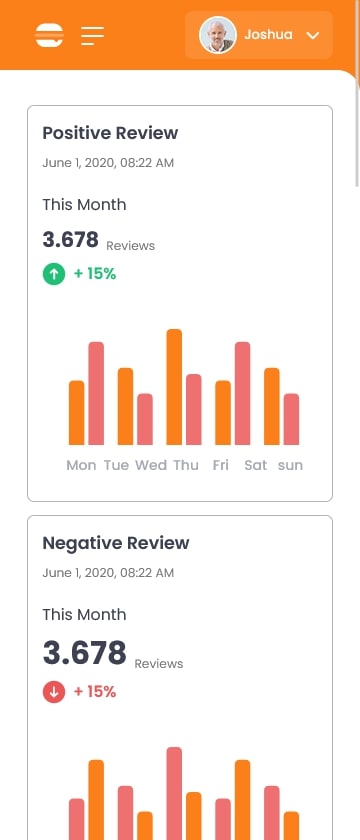 Joshua
Positive Review
June 1, 2020, 08:22 AM
This Month
3.678 Reviews
+ 15%
Mon Tue Wed Thu Fri Sat sun
Negative Review
June 1, 2020, 08:22 AM
This Month
3.678 Reviews
+ 15%